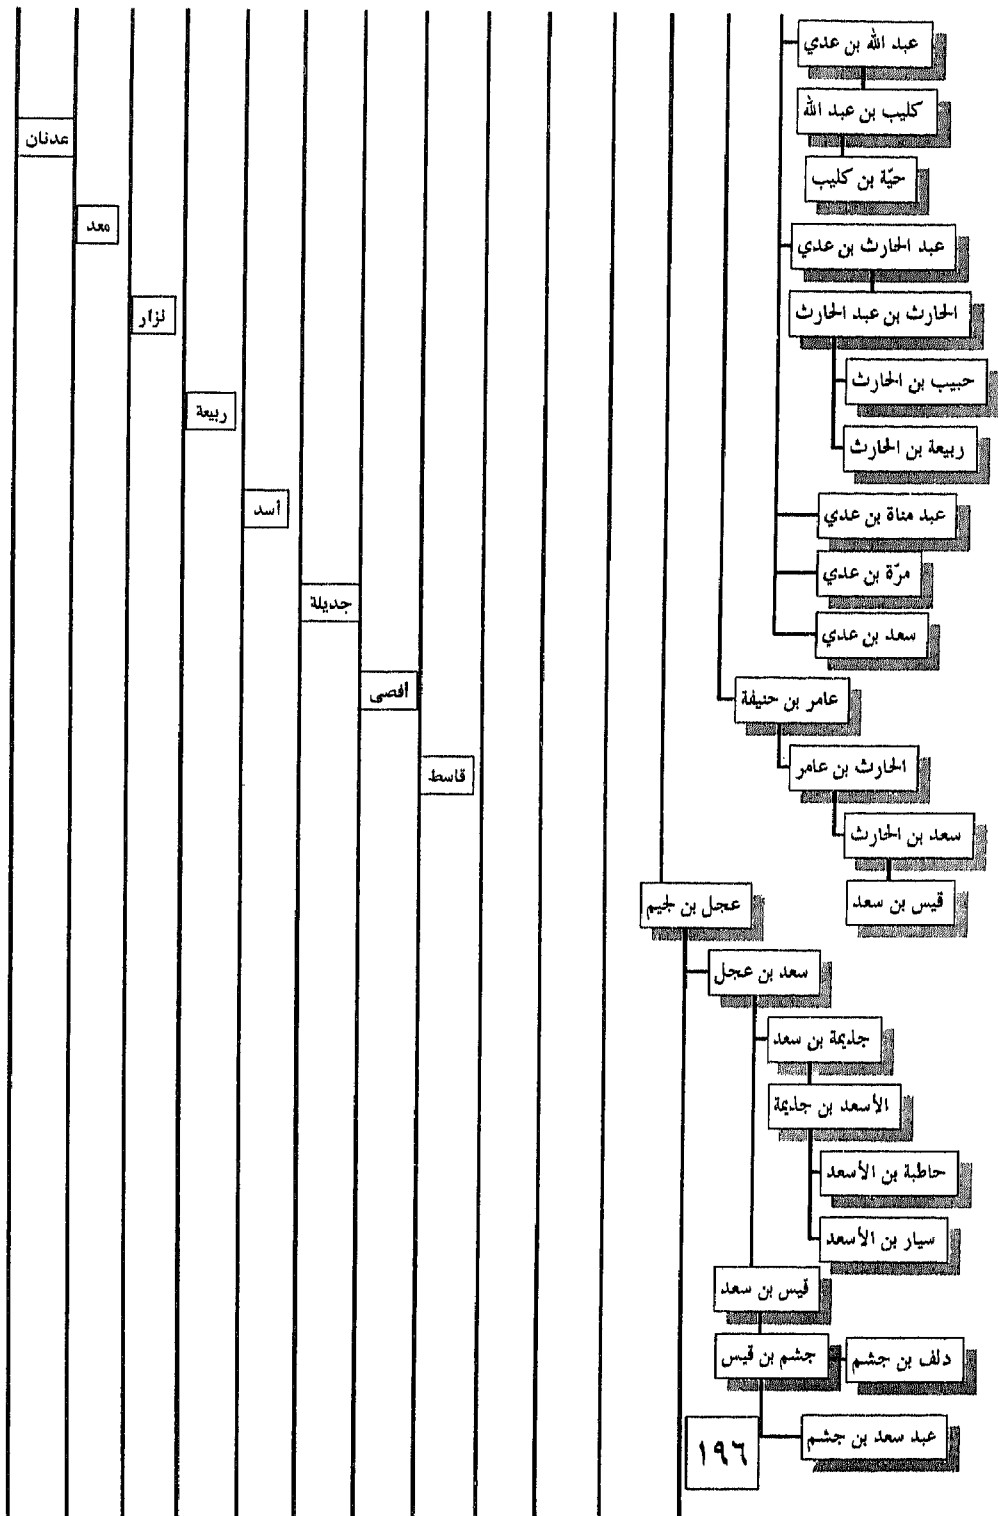 عبد الله بن عدي
كليب بن عبد الله
عدنان
حيّة بن كليب
معد
عبد الحارث بن عدي
الحارث بن عبد الحارث
نزار
حبيب بن الحارث
ربيعة
ربيعة بن الحارث
أسد
عبد مناة بن عدي
مرّة بن عدي
جديلة
سعد بن عدي
أفصى
عامر بن حنيفة
الحارث بن عامر
قاسط
سعد بن الحارث
قيس بن سعد
عجل بن لجيم
سعد بن عجل
جذيمة بن سعد
الأسعد بن جذيمة
حاطبة بن الأسعد
سيار بن الأسعد
قيس بن سعد
جشم بن قيس
دلف بن جشم
عبد سعد بن جشم
١٩٦